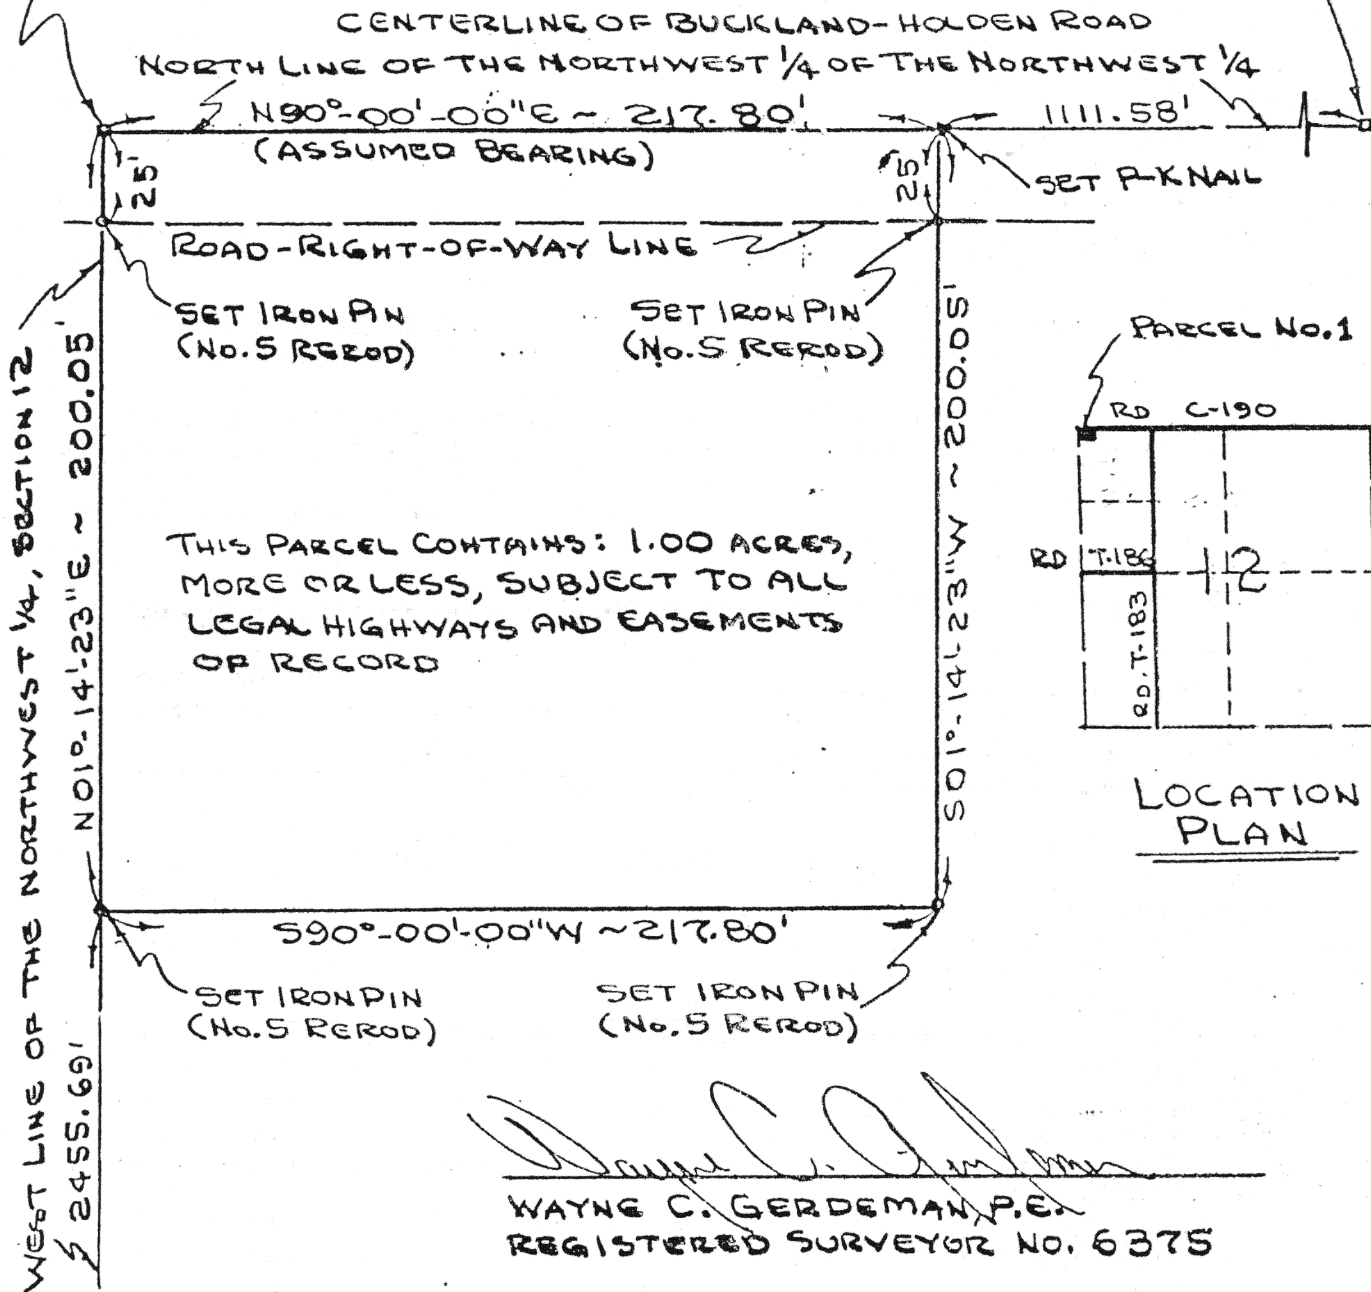 CENTERLINE OF BUCKLAND-HOLDEN ROAD
NORTH LINE OF THE NORTHWEST 1/4 OF THE NORTHWEST 1/4
N90°-00'-00"E ~ 217.80'
1111.58'
(ASSUMED BEARING)
25'
25'
SET P-K NAIL
ROAD-RIGHT-OF-WAY LINE
SET IRON PIN
(No.5 REROD)
SET IRON PIN
(No.5 REROD)
WEST LINE OF THE NORTHWEST 1/4, SECTION 12
N01°-14'-23"E ~ 200.05'
S01°-14'-23"W ~ 200.05'
THIS PARCEL CONTAINS: 1.00 ACRES,
MORE OR LESS, SUBJECT TO ALL
LEGAL HIGHWAYS AND EASEMENTS
OF RECORD
PARCEL No.1
RD C-190
RD T-186
12
RD. T-183
LOCATION
PLAN
S90°-00'-00"W ~ 217.80'
SET IRON PIN
(No.5 REROD)
SET IRON PIN
(No.5 REROD)
2455.69'
Wayne C. Gerdeman
WAYNE C. GERDEMAN, P.E.
REGISTERED SURVEYOR NO. 6375